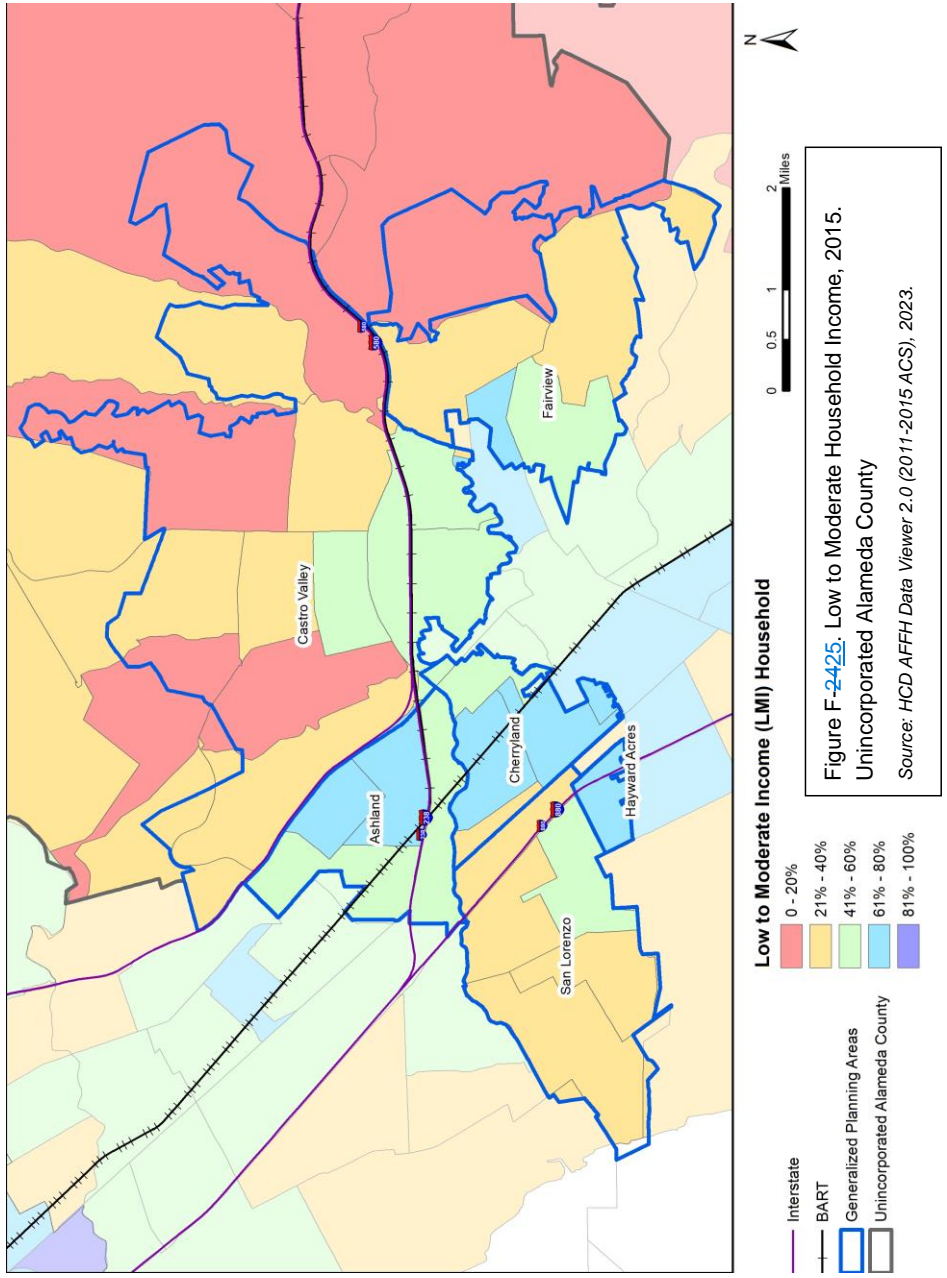 Castro Valley
Ashland
Cherryland
Fairview
San Lorenzo
Hayward Acres
580
N
Low to Moderate Income (LMI) Household
Interstate
BART
Generalized Planning Areas
Unincorporated Alameda County
0 - 20%
21% - 40%
41% - 60%
61% - 80%
81% - 100%
0 0.5 1 2 Miles
Figure F-2425. Low to Moderate Household Income, 2015.
Unincorporated Alameda County
Source: HCD AFFH Data Viewer 2.0 (2011-2015 ACS), 2023.